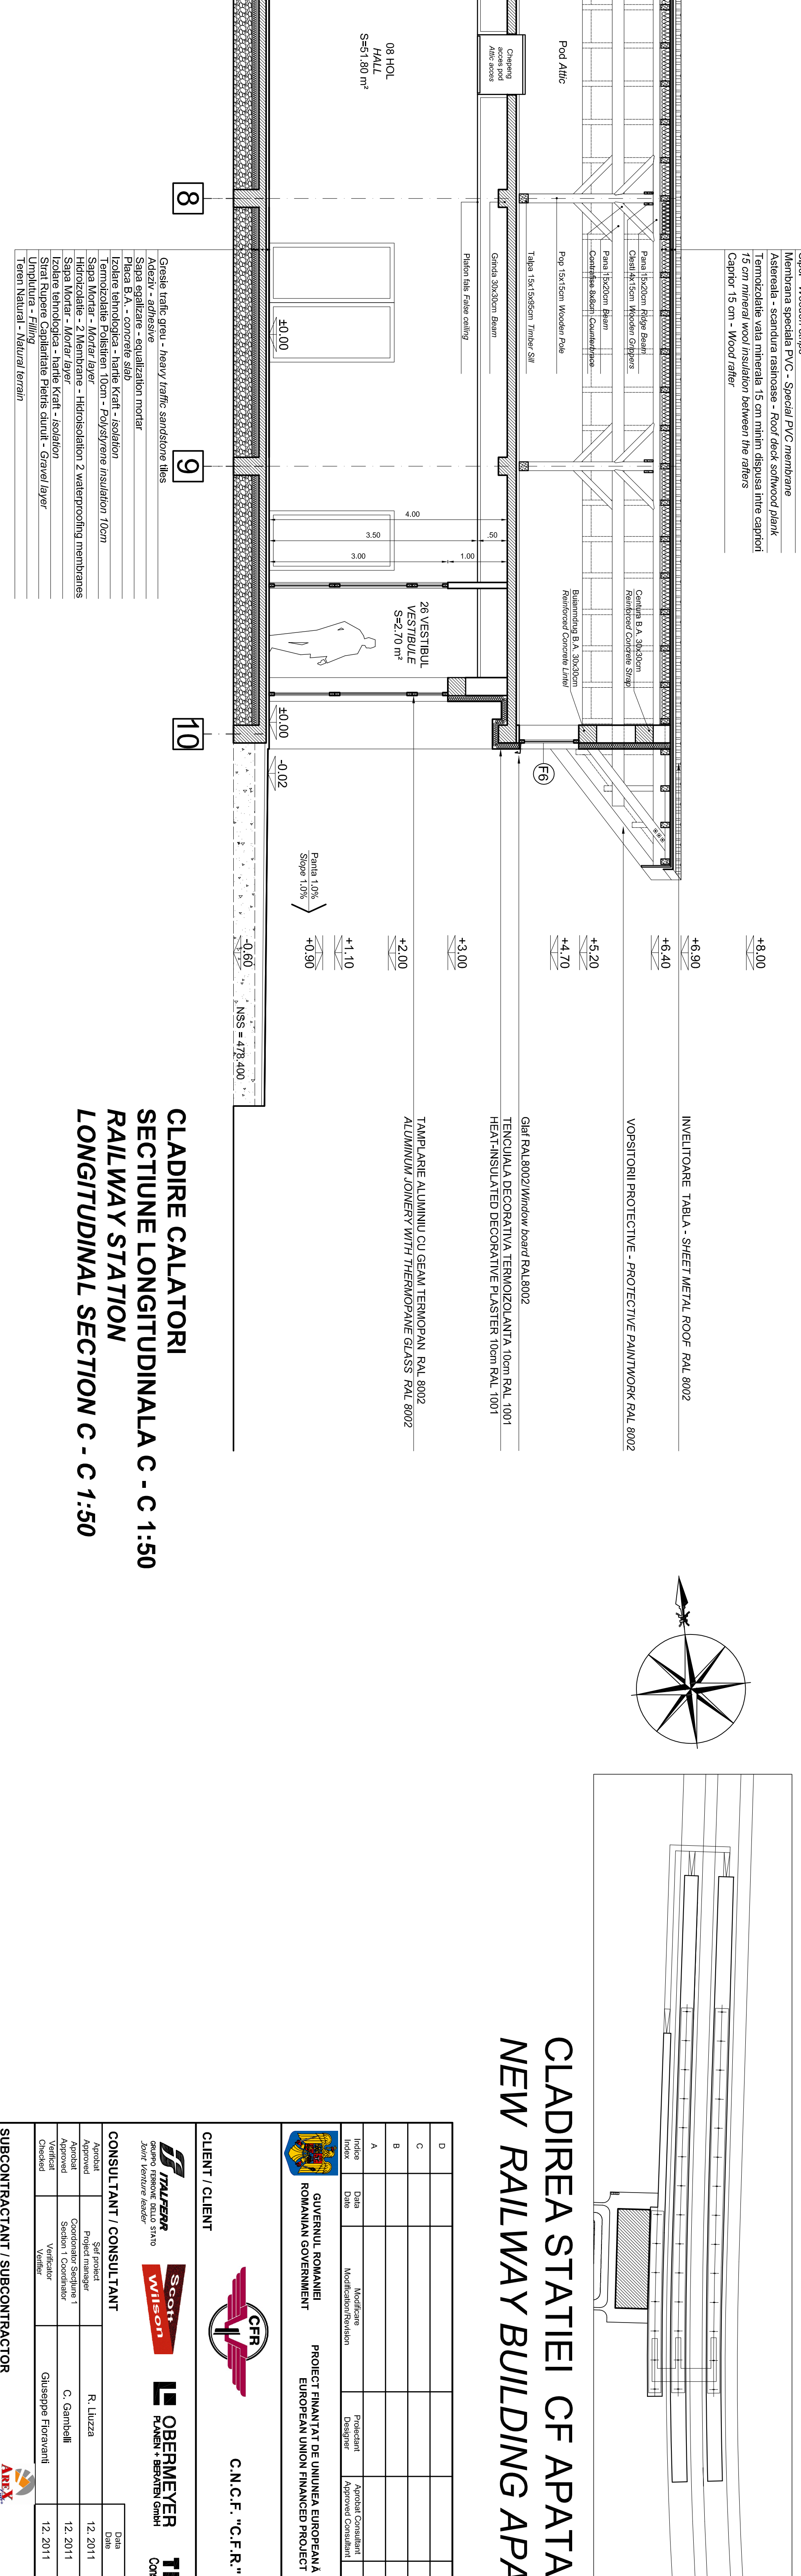 Membrana speciala PVC - Special PVC membrane
Astereala - scandura rasinoase - Roof deck softwood plank
Termoizolatie vata minerala 15 cm minim dispusa intre capriori
15 cm mineral wool insulation between the rafters
Caprior 15 cm - Wood rafter
Pod Attic
Chepeng
acces pod
Attic acces
08 HOL
HALL
S=51.80 m²
8
9
10
Pana 15x20cm Ridge Beam
Clesti 4x15cm Wooden Grippers
Pana 15x20cm Beam
Contrafise 8x8cm Counterbrace
Pop 15x15cm Wooden Pole
Talpa 15x15x95cm Timber Sill
Grinda 30x30cm Beam
Plafon fals False ceiling
±0.00
4.00
3.50
.50
3.00
1.00
Centura B.A. 30x30cm
Reinforced Concrete Strap
Buiandrug B.A. 30x30cm
Reinforced Concrete Lintel
26 VESTIBUL
VESTIBULE
S=2.70 m²
±0.00
-0.02
F6
Panta 1.0%
Slope 1.0%
+8.00
+6.90
+6.40
+5.20
+4.70
+3.00
+2.00
+1.10
+0.90
-0.60
NSS = 478.400
Gresie trafic greu - heavy traffic sandstone tiles
Adeziv - adhesive
Sapa egalizare - equalization mortar
Placa B.A. - concrete slab
Izolare tehnologica - hartie Kraft - isolation
Termoizolatie Polistiren 10cm - Polystyrene insulation 10cm
Sapa Mortar - Mortar layer
Hidroizolatie - 2 Membrane - Hidroisolation 2 waterproofing membranes
Sapa Mortar - Mortar layer
Izolare tehnologica - hartie Kraft - isolation
Strat Rupere Capilaritate Pietris ciuruit - Gravel layer
Umplutura - Filling
Teren Natural - Natural terrain
INVELITOARE TABLA - SHEET METAL ROOF RAL 8002
VOPSITORII PROTECTIVE - PROTECTIVE PAINTWORK RAL 8002
Glaf RAL8002/Window board RAL8002
TENCUIALA DECORATIVA TERMOIZOLANTA 10cm RAL 1001
HEAT-INSULATED DECORATIVE PLASTER 10cm RAL 1001
TAMPLARIE ALUMINIU CU GEAM TERMOPAN RAL 8002
ALUMINUM JOINERY WITH THERMOPANE GLASS RAL 8002
CLADIRE CALATORI
SECTIUNE LONGITUDINALA C - C 1:50
RAILWAY STATION
LONGITUDINAL SECTION C - C 1:50
CLADIREA STATIEI CF APATA
NEW RAILWAY BUILDING APA
D
C
B
A
Indice
Index
Data
Date
Modificare
Modification/Revision
Proiectant
Designer
Aprobat Consultant
Approved Consultant
GUVERNUL ROMANIEI
ROMANIAN GOVERNMENT
PROIECT FINANȚAT DE UNIUNEA EUROPEANĂ
EUROPEAN UNION FINANCED PROJECT
CLIENT / CLIENT
CFR
C.N.C.F. "C.F.R."
ITALFERR
GRUPPO FERROVIE DELLO STATO
Joint Venture leader
Scott
Wilson
OBERMEYER
PLANEN + BERATEN GmbH
CONSULTANT / CONSULTANT
Data
Date
Aprobat
Approved
Șef proiect
Project manager
R. Liuzza
12. 2011
Aprobat
Approved
Coordonator Secțiune 1
Section 1 Coordinator
C. Gambelli
12. 2011
Verificat
Checked
Verificator
Verifier
Giuseppe Fioravanti
12. 2011
SUBCONTRACTANT / SUBCONTRACTOR
AREX